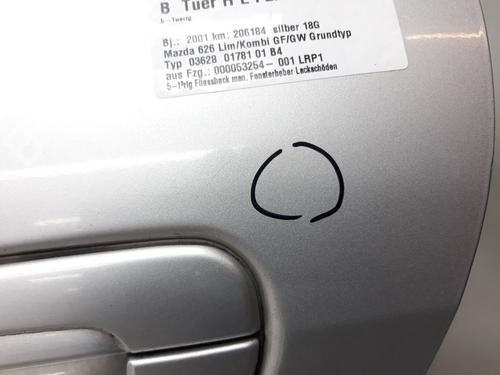 B Tuer H L
5-Tuerig
Bj.: 2001 km: 206184 silber 18G
Mazda 626 Lim/Kombi GF/GW Grundtyp
Typ 03628 01781 01 B4
aus Fzg.: 000053254- 001 LRP1
5-türig Fliessheck man. Fensterheber Lackschäden